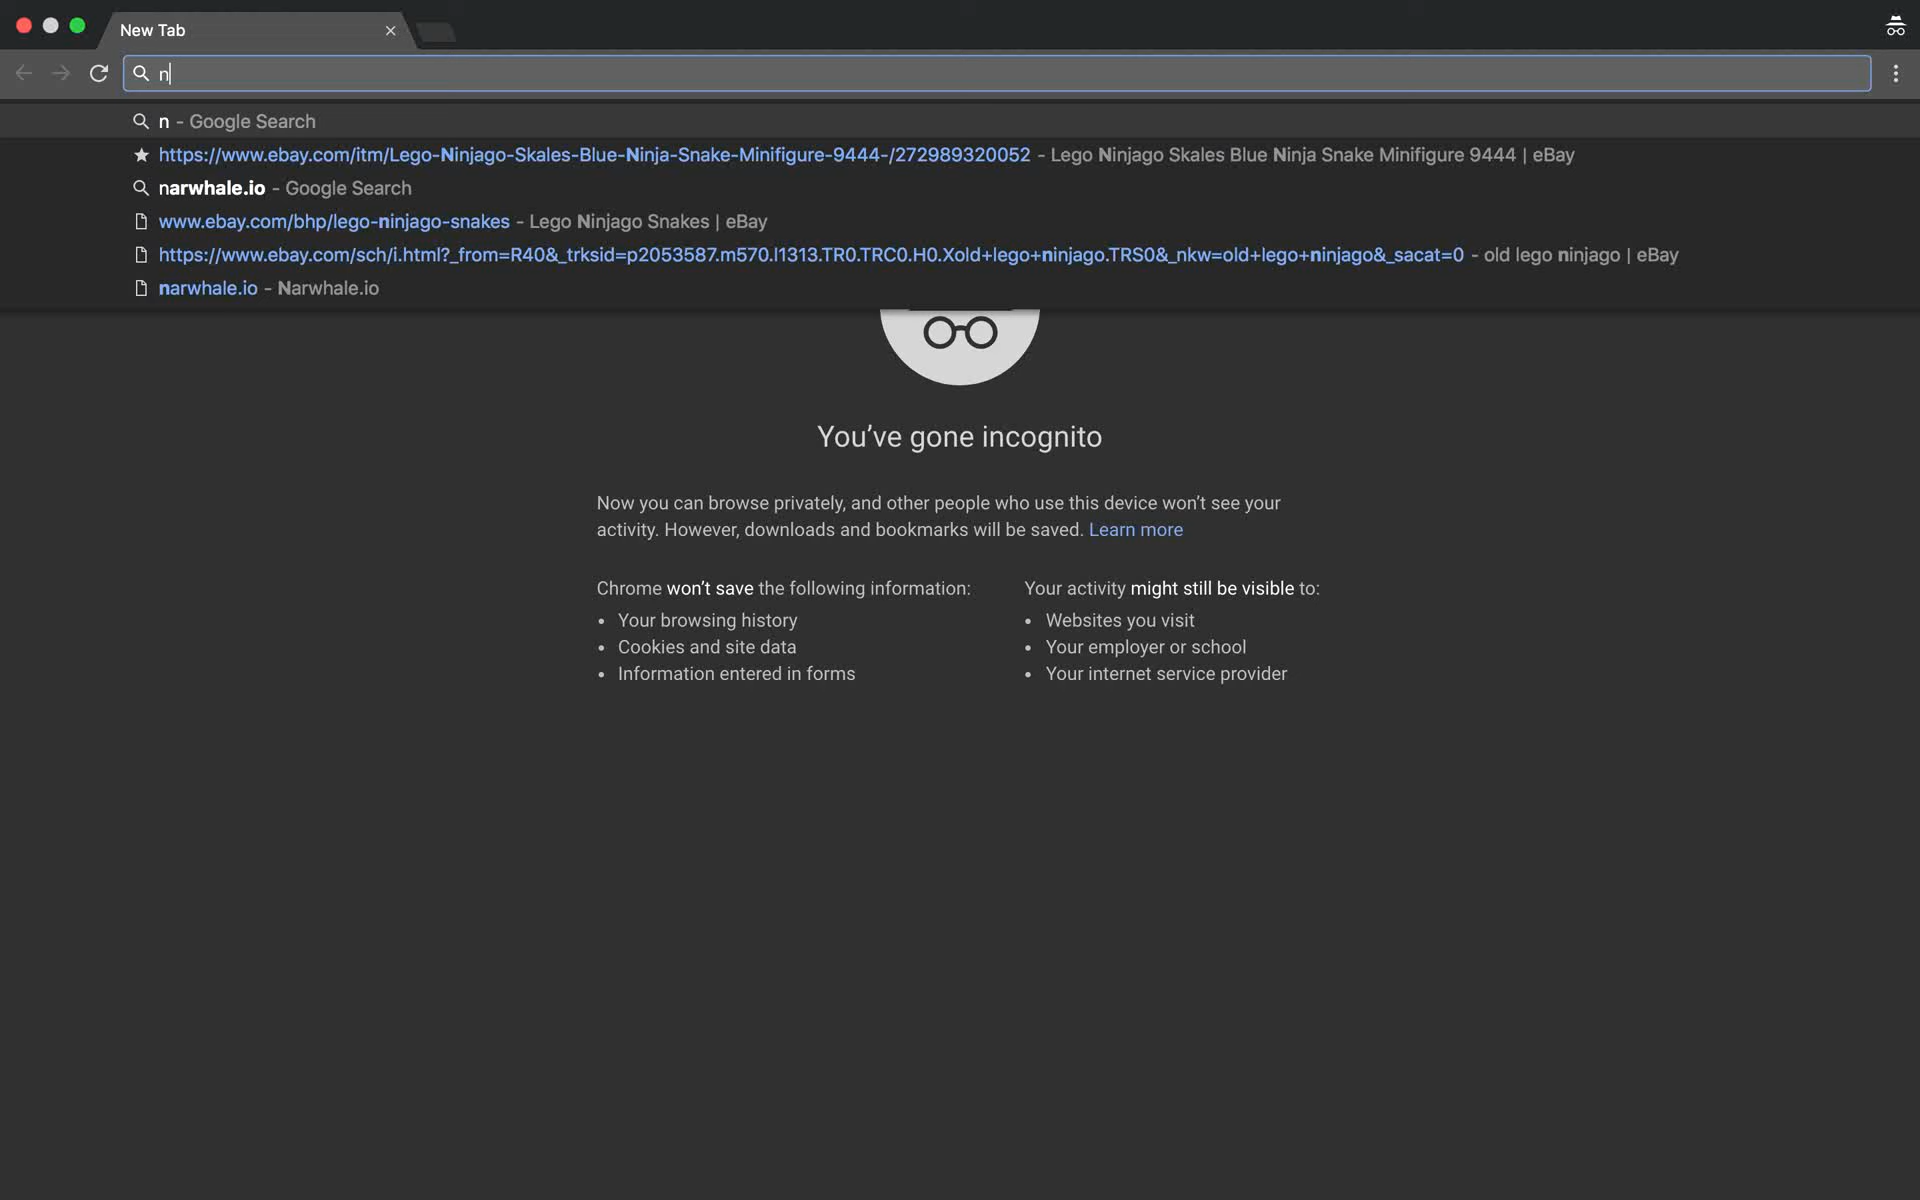 New Tab
n
n - Google Search
https://www.ebay.com/itm/Lego-Ninjago-Skales-Blue-Ninja-Snake-Minifigure-9444-/272989320052 - Lego Ninjago Skales Blue Ninja Snake Minifigure 9444 | eBay
narwhale.io - Google Search
www.ebay.com/bhp/lego-ninjago-snakes - Lego Ninjago Snakes | eBay
https://www.ebay.com/sch/i.html?_from=R40&_trksid=p2053587.m570.l1313.TR0.TRC0.H0.Xold+lego+ninjago.TRS0&_nkw=old+lego+ninjago&_sacat=0 - old lego ninjago | eBay
narwhale.io - Narwhale.io
You've gone incognito
Now you can browse privately, and other people who use this device won't see your
activity. However, downloads and bookmarks will be saved. Learn more
Chrome won't save the following information:
• Your browsing history
• Cookies and site data
• Information entered in forms
Your activity might still be visible to:
• Websites you visit
• Your employer or school
• Your internet service provider